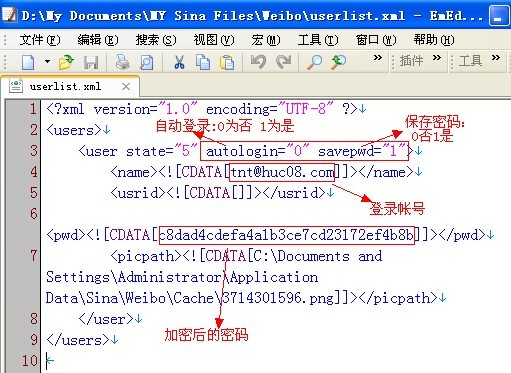 D:\My Documents\MY Sina Files\Weibo\userlist.xml - EmEd
文件(F) 编辑(E) 搜索(S) 视图(V) 宏(M) 工具(T) 窗口(W) 帮助(H)
插件 工具
userlist.xml
1 <?xml version="1.0" encoding="UTF-8" ?>↓
2 <users>↓
自动登录:0为否 1为是
保存密码:
0否1是
3 <user state="5" autologin="0" savepwd="1">↓
4 <name><![CDATA[tnt@huc08.com]]></name>↓
5 <usrid><![CDATA[]]></usrid>↓
登录帐号
6
<pwd><![CDATA[c8dad4cdefa4a1b3ce7cd23172ef4b8b]]></pwd>↓
7 <picpath><![CDATA[C:\Documents and
Settings\Administrator\Application
Data\Sina\Weibo\Cache\3714301596.png]]></picpath>↓
8 </user>↓
加密后的密码
9 </users>↓
10 ←